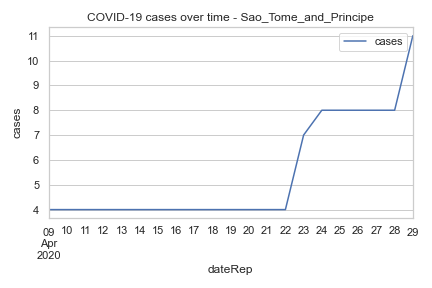 COVID-19 cases over time - Sao_Tome_and_Principe
cases
11
10
9
8
7
6
5
4
cases
09 10 11 12 13 14 15 16 17 18 19 20 21 22 23 24 25 26 27 28 29
Apr
2020
dateRep